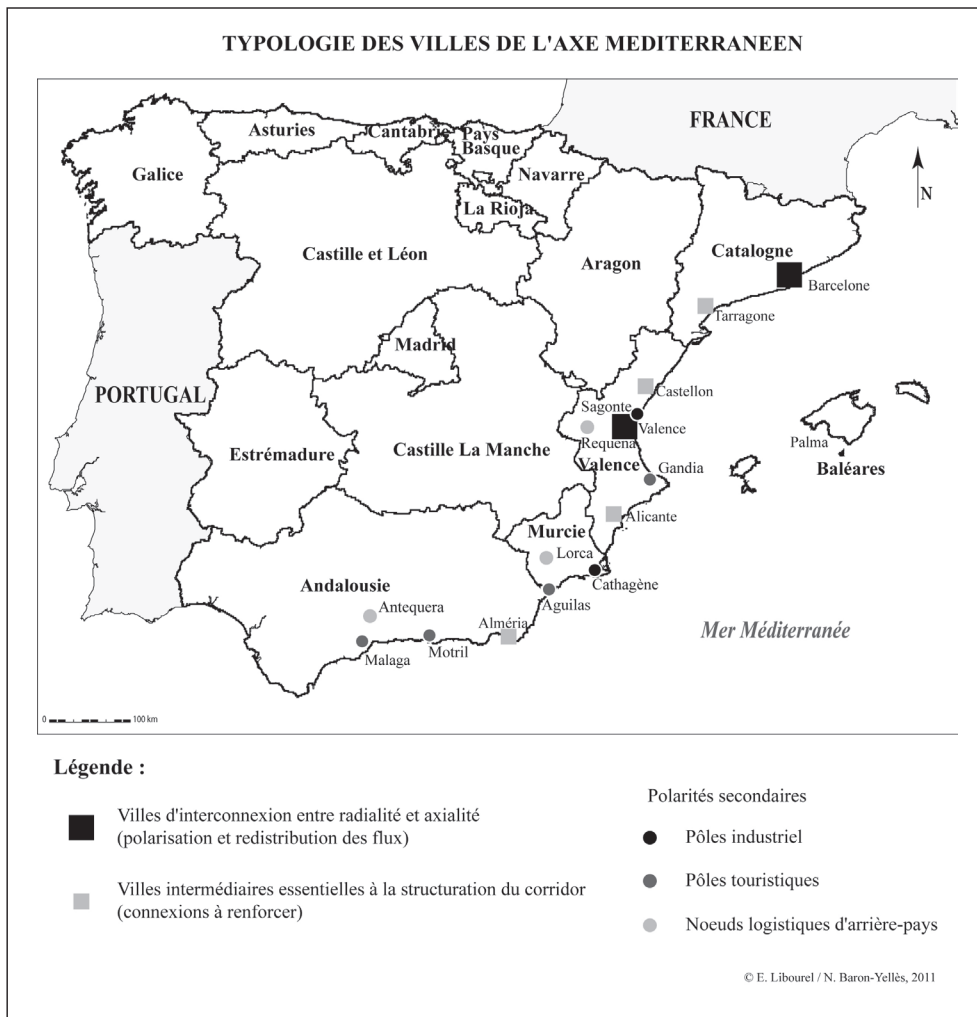 TYPOLOGIE DES VILLES DE L'AXE MEDITERRANEEN
FRANCE
Asturies
Cantabrie
Pays
Basque
Galice
Navarre
N
La Rioja
Castille et Léon
Catalogne
Aragon
Barcelone
Tarragone
Madrid
PORTUGAL
Castellon
Sagonte
Valence
Requena
Palma
Estrémadure
Castille La Manche
Valence
Gandia
Baléares
Alicante
Murcie
Lorca
Cathagène
Andalousie
Aguilas
Antequera
Alméria
Mer Méditerranée
Motril
Malaga
0 100 km
Légende :
Villes d'interconnexion entre radialité et axialité
(polarisation et redistribution des flux)
Villes intermédiaires essentielles à la structuration du corridor
(connexions à renforcer)
Polarités secondaires
Pôles industriel
Pôles touristiques
Noeuds logistiques d'arrière-pays
© E. Libourel / N. Baron-Yellès, 2011